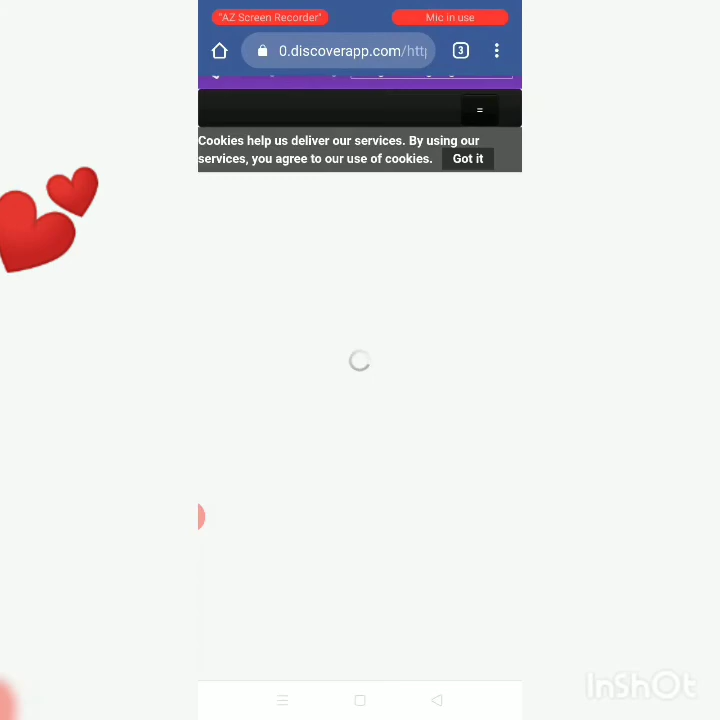 "AZ Screen Recorder"
Mic in use
0.discoverapp.com/http
3
=
Cookies help us deliver our services. By using our
services, you agree to our use of cookies.
Got it
InShOt